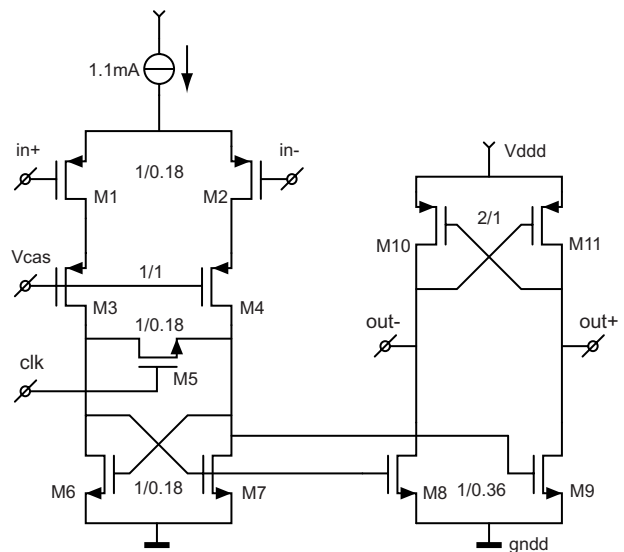 1.1mA
Vddd
in+
1/0.18
in-
M1
M2
2/1
M10
M11
Vcas
1/1
M3
M4
1/0.18
out-
out+
clk
M5
M6
1/0.18
M7
M8
1/0.36
M9
gndd